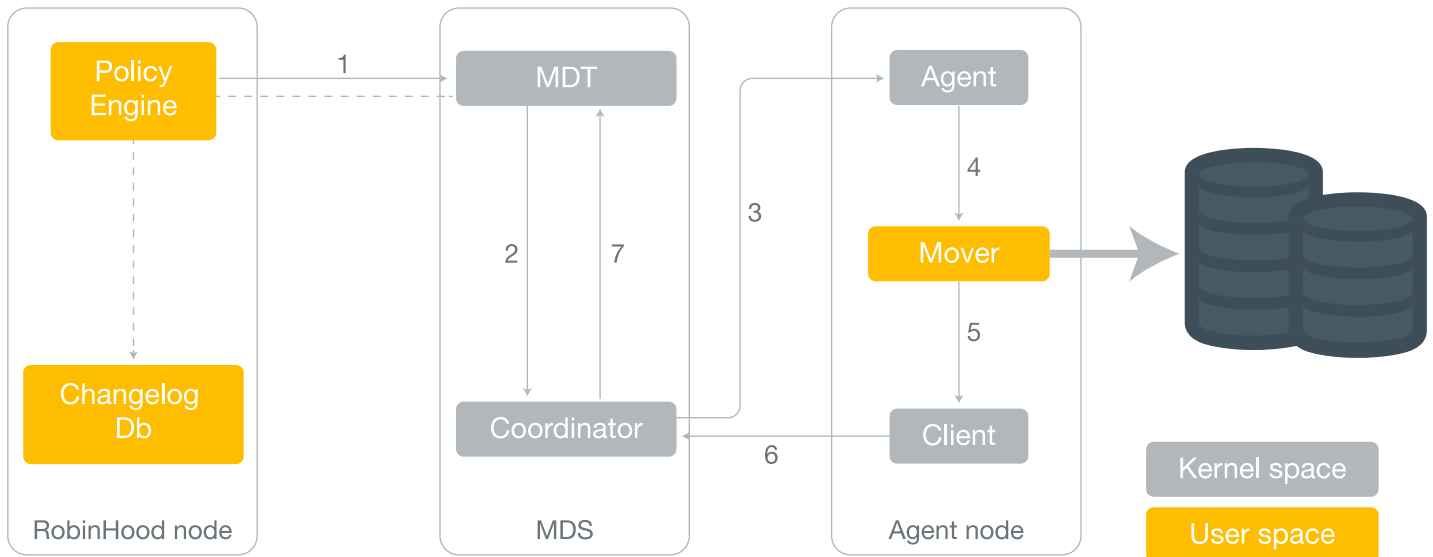 Policy
Engine
1
MDT
Agent
4
3
2
7
Mover
5
Changelog
Db
Coordinator
Client
6
Kernel space
RobinHood node
MDS
Agent node
User space